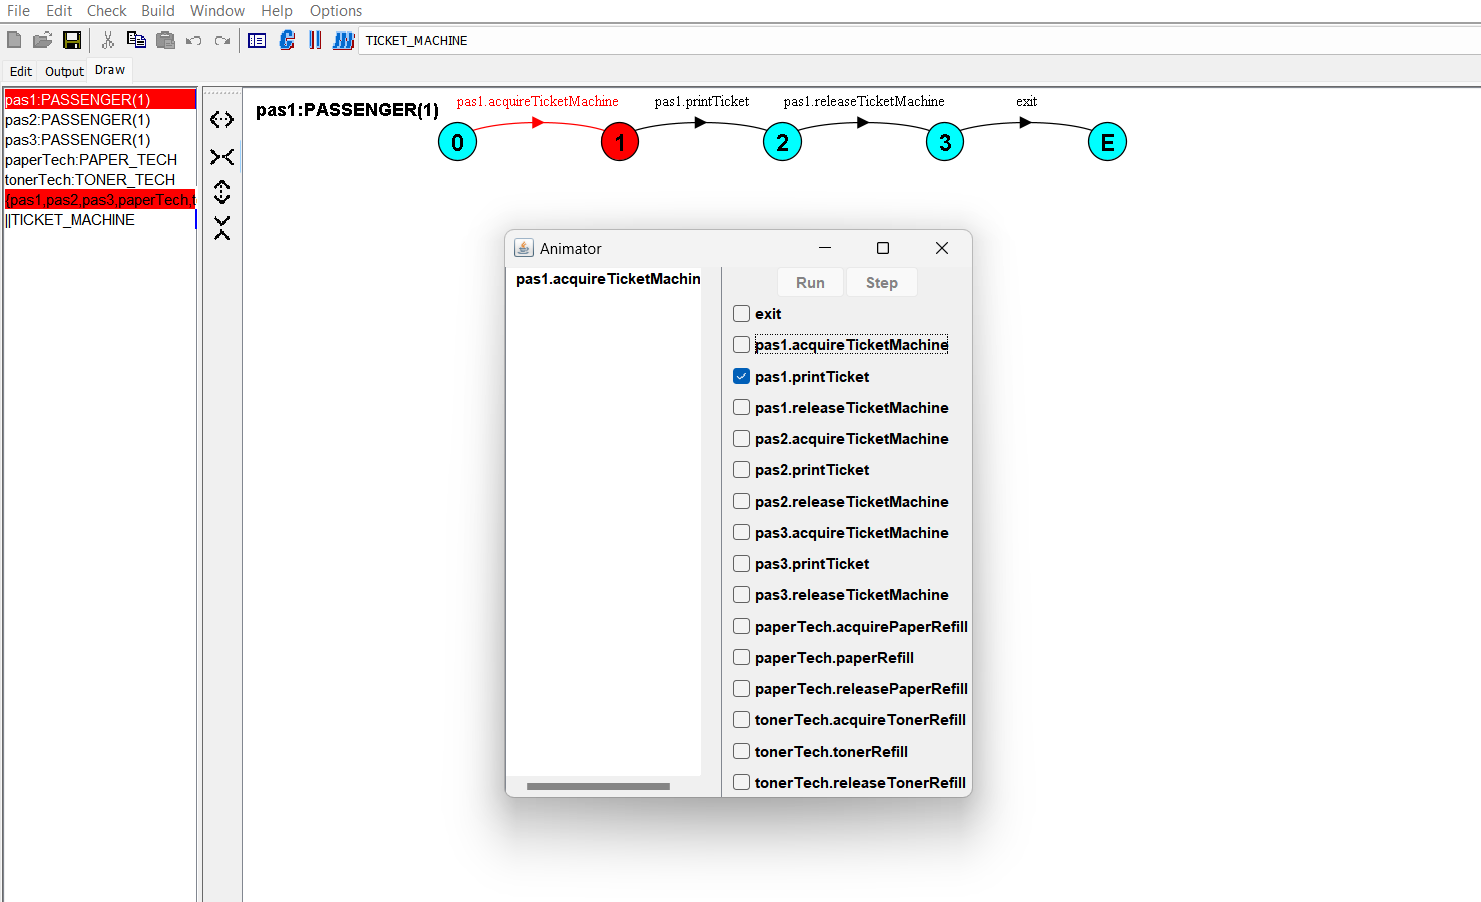 File Edit Check Build Window Help Options
TICKET_MACHINE
Edit Output Draw
pas1:PASSENGER(1)
pas2:PASSENGER(1)
pas3:PASSENGER(1)
paperTech:PAPER_TECH
tonerTech:TONER_TECH
{pas1,pas2,pas3,paperTech,t
||TICKET_MACHINE
pas1:PASSENGER(1)
pas1.acquireTicketMachine pas1.printTicket pas1.releaseTicketMachine exit
0 1 2 3 E
Animator
pas1.acquireTicketMachin
Run Step
exit
pas1.acquireTicketMachine
pas1.printTicket
pas1.releaseTicketMachine
pas2.acquireTicketMachine
pas2.printTicket
pas2.releaseTicketMachine
pas3.acquireTicketMachine
pas3.printTicket
pas3.releaseTicketMachine
paperTech.acquirePaperRefill
paperTech.paperRefill
paperTech.releasePaperRefill
tonerTech.acquireTonerRefill
tonerTech.tonerRefill
tonerTech.releaseTonerRefill